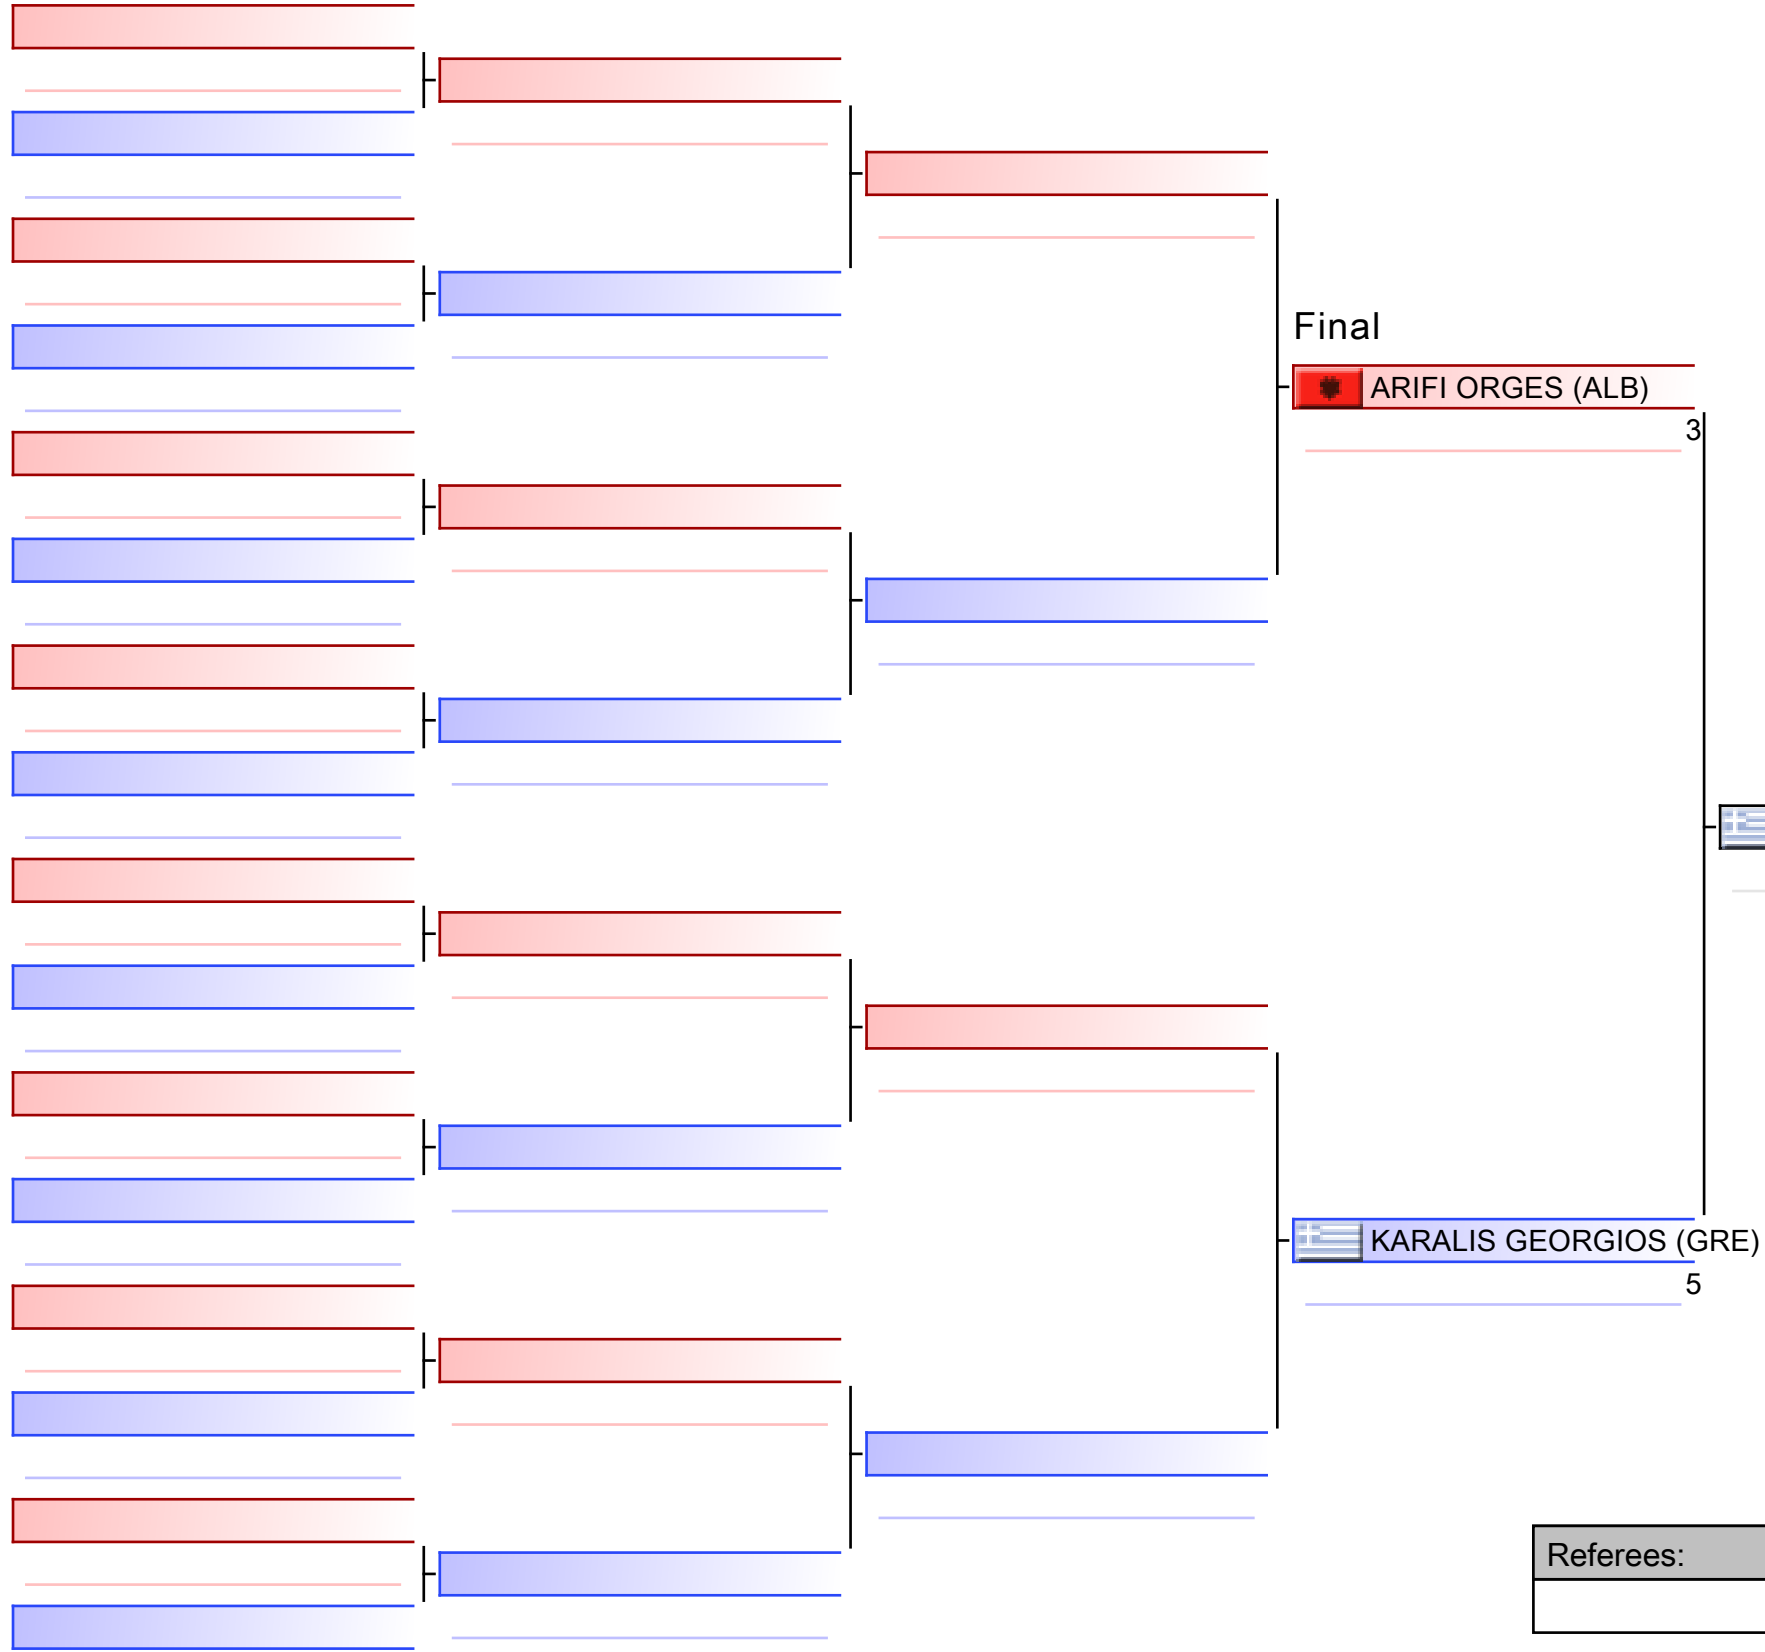 Final
ARIFI ORGES (ALB)
3
KARALIS GEORGIOS (GRE)
5
Referees: